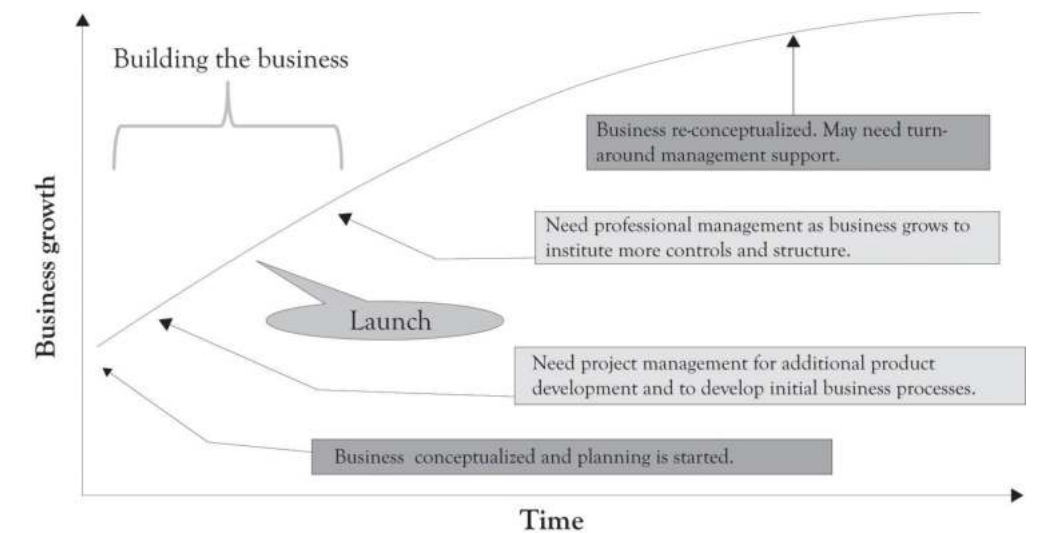 Building the business
Business re-conceptualized. May need turn-
around management support.
Need professional management as business grows to
institute more controls and structure.
Launch
Need project management for additional product
development and to develop initial business processes.
Business conceptualized and planning is started.
Business growth
Time